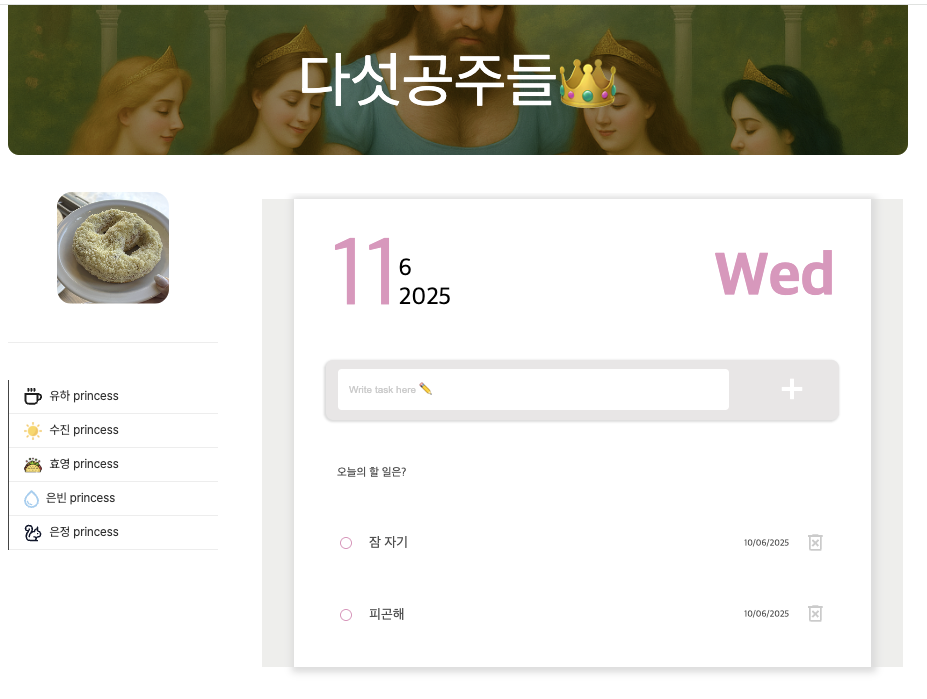 다섯공주들👑
유하 princess
수진 princess
효영 princess
은빈 princess
은정 princess
11
6
2025
Wed
Write task here ✏️
+
오늘의 할 일은?
잠 자기
10/06/2025
피곤해
10/06/2025